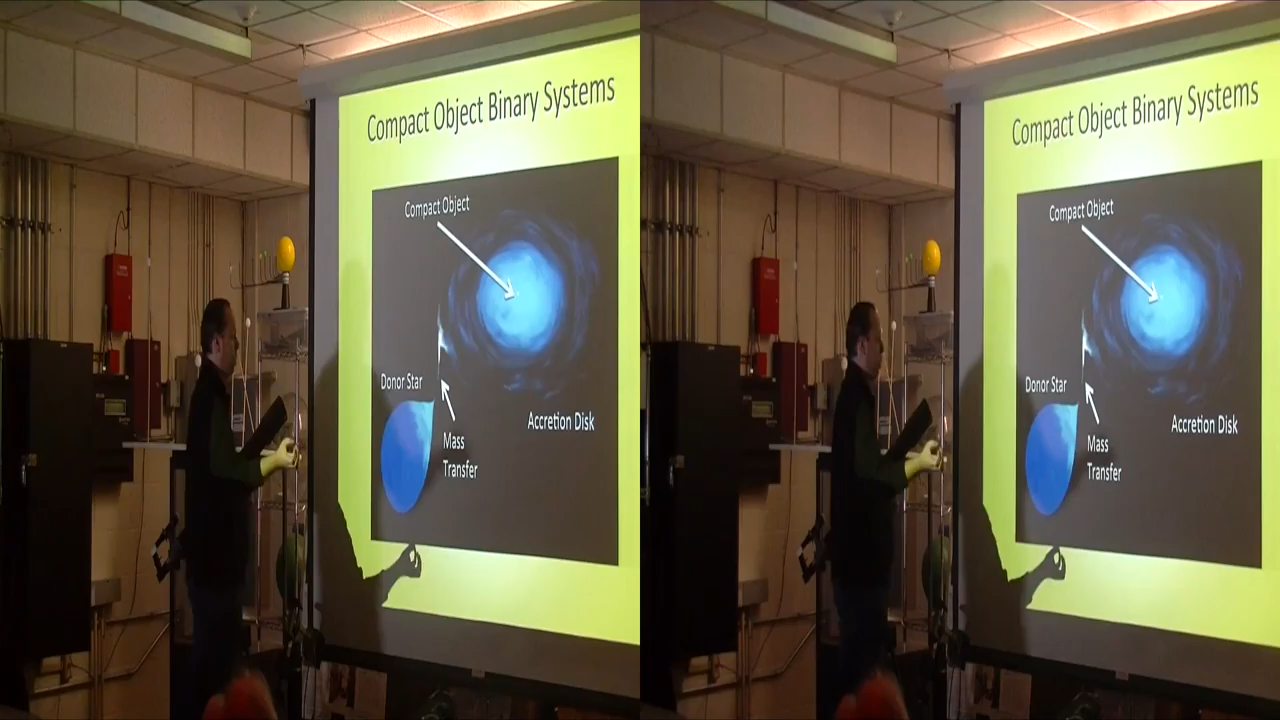 Compact Object Binary Systems
Compact Object
Donor Star
Mass
Transfer
Accretion Disk
Compact Object Binary Systems
Compact Object
Donor Star
Mass
Transfer
Accretion Disk